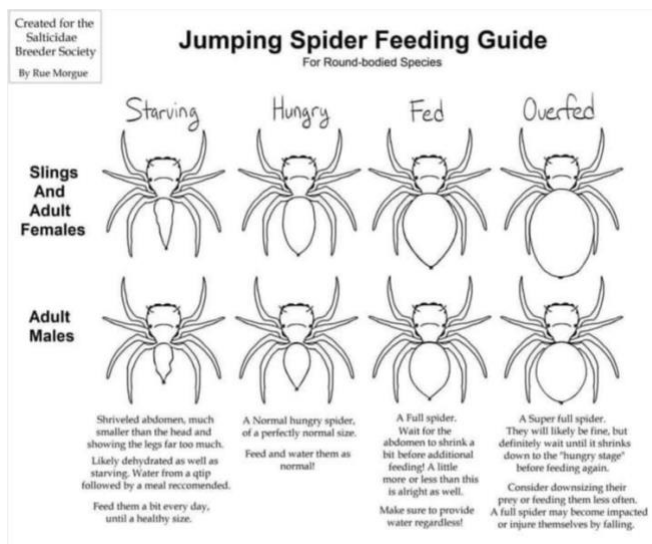 Created for the
Salticidae
Breeder Society
By Rue Morgue
Jumping Spider Feeding Guide
For Round-bodied Species
Starving
Hungry
Fed
Overfed
Slings
And
Adult
Females
Adult
Males
Shriveled abdomen, much
smaller than the head and
showing the legs far too much.
Likely dehydrated as well as
starving. Water from a qtip
followed by a meal reccomended.
Feed them a bit every day,
until a healthy size.
A Normal hungry spider,
of a perfectly normal size.
Feed and water them as
normal!
A Full spider.
Wait for the
abdomen to shrink a
bit before additional
feeding! A little
more or less than this
is alright as well.
Make sure to provide
water regardless!
A Super full spider.
They will likely be fine, but
definitely wait until it shrinks
down to the "hungry stage"
before feeding again.
Consider downsizing their
prey or feeding them less often.
A full spider may become impacted
or injure themselves by falling.